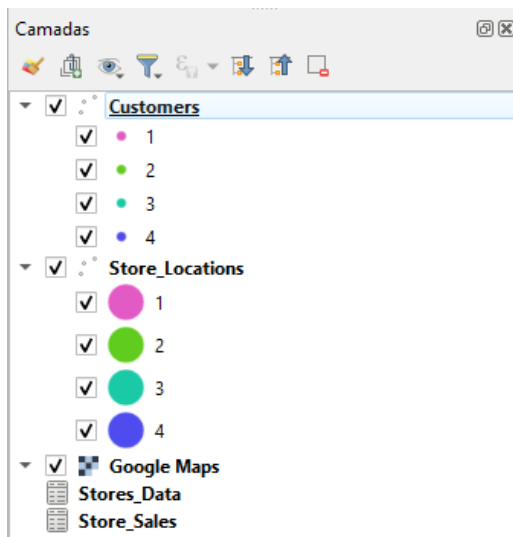 Camadas
Customers
1
2
3
4
Store_Locations
1
2
3
4
Google Maps
Stores_Data
Store_Sales